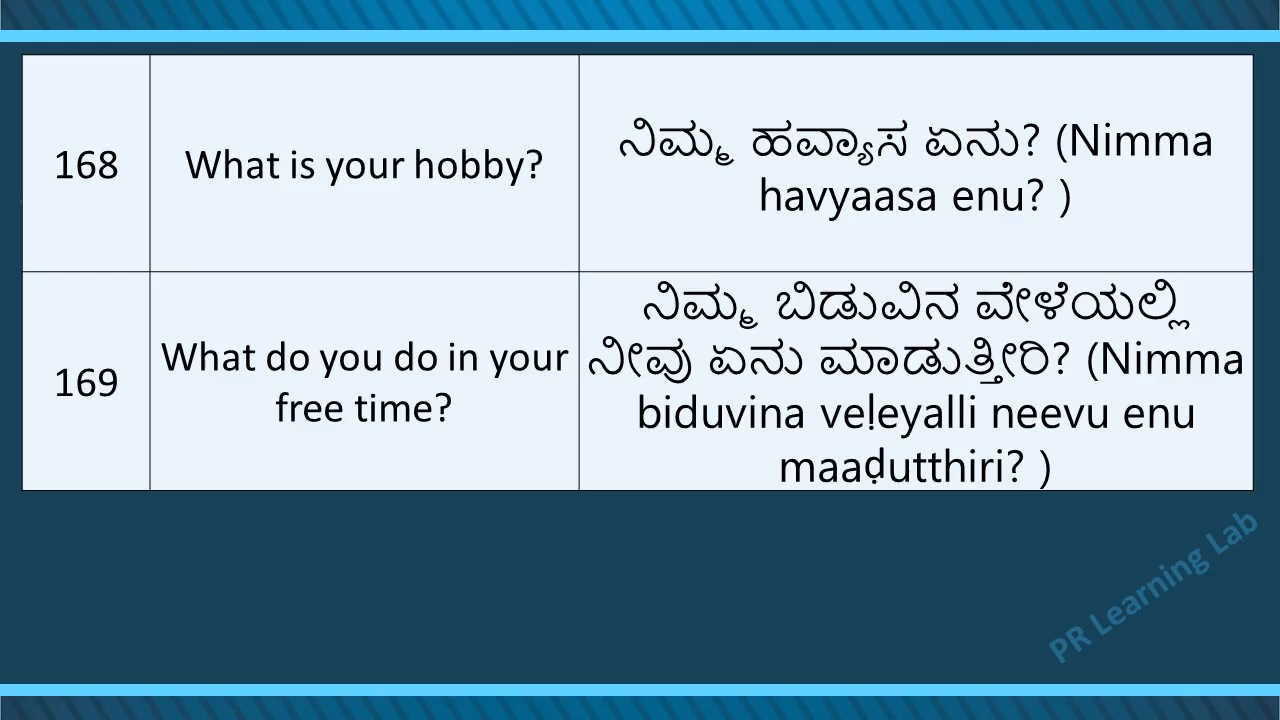 168
What is your hobby?
ನಿಮ್ಮ ಹವ್ಯಾಸ ಏನು? (Nimma
havyaasa enu? )
169
What do you do in your
free time?
ನಿಮ್ಮ ಬಿಡುವಿನ ವೇಳೆಯಲ್ಲಿ
ನೀವು ಏನು ಮಾಡುತ್ತೀರಿ? (Nimma
biduvina veḷeyalli neevu enu
maaḍutthiri? )
PR Learning Lab